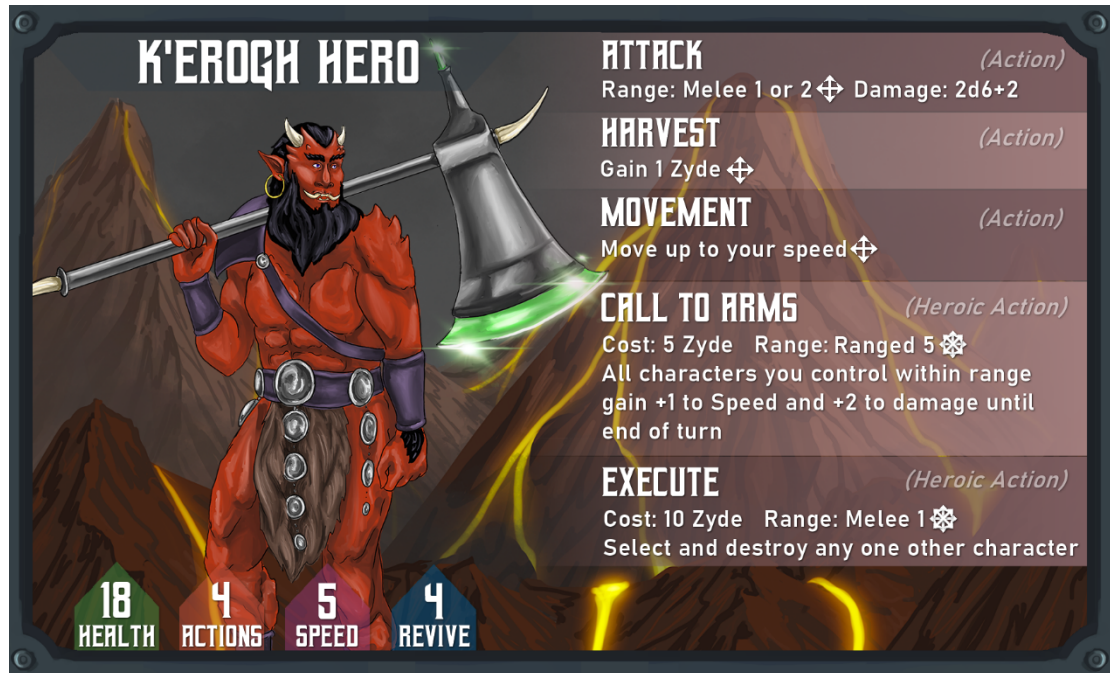 K'EROGH HERO
ATTACK (Action)
Range: Melee 1 or 2 Damage: 2d6+2
HARVEST (Action)
Gain 1 Zyde
MOVEMENT (Action)
Move up to your speed
CALL TO ARMS (Heroic Action)
Cost: 5 Zyde Range: Ranged 5
All characters you control within range
gain +1 to Speed and +2 to damage until
end of turn
EXECUTE (Heroic Action)
Cost: 10 Zyde Range: Melee 1
Select and destroy any one other character
18 4 5 4
HEALTH ACTIONS SPEED REVIVE